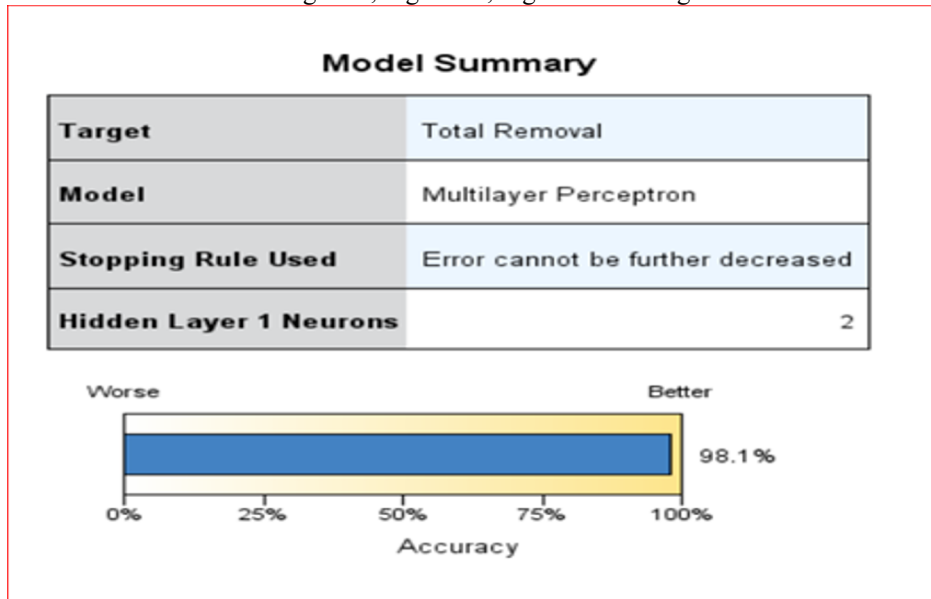 Model Summary
Target Total Removal
Model Multilayer Perceptron
Stopping Rule Used Error cannot be further decreased
Hidden Layer 1 Neurons 2
Worse Better
98.1%
0% 25% 50% 75% 100%
Accuracy